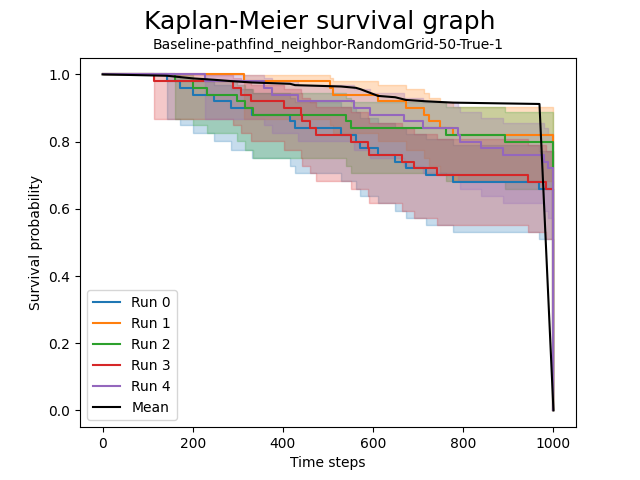 Kaplan-Meier survival graph
Baseline-pathfind_neighbor-RandomGrid-50-True-1
Survival probability
1.0
0.8
0.6
0.4
0.2
0.0
Run 0
Run 1
Run 2
Run 3
Run 4
Mean
0 200 400 600 800 1000
Time steps